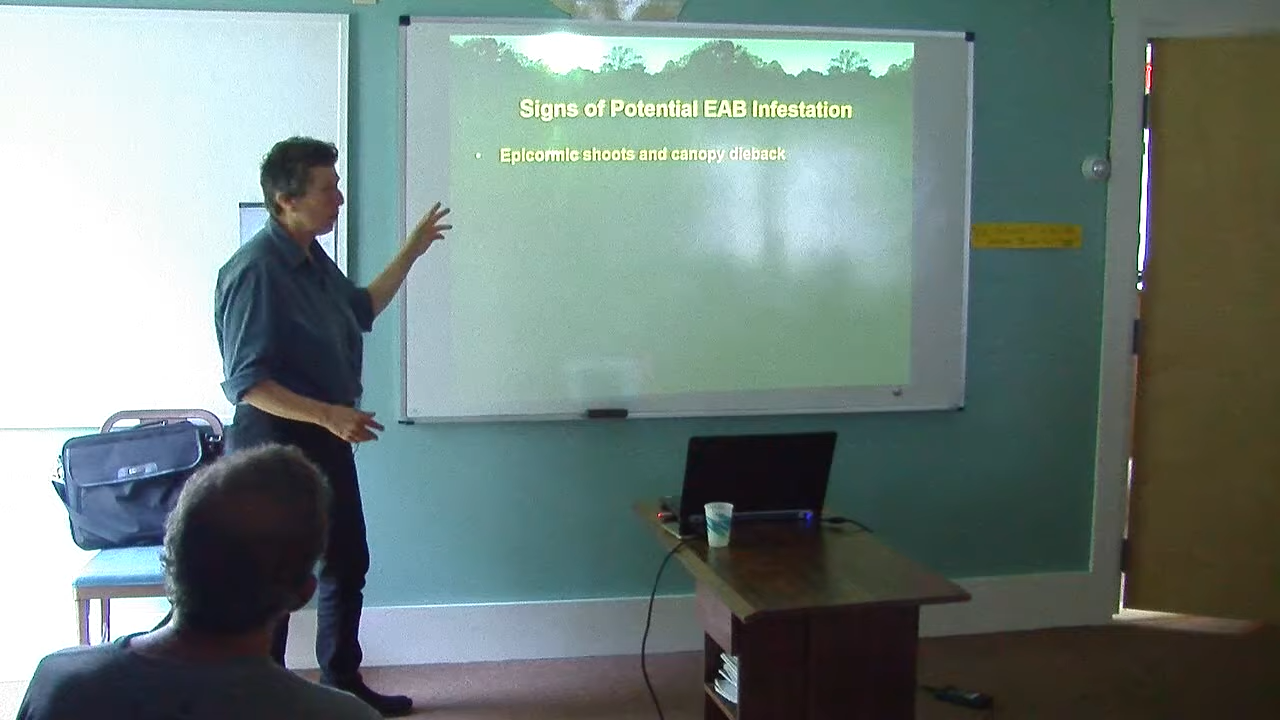 Signs of Potential EAB Infestation
• Epicormic shoots and canopy dieback